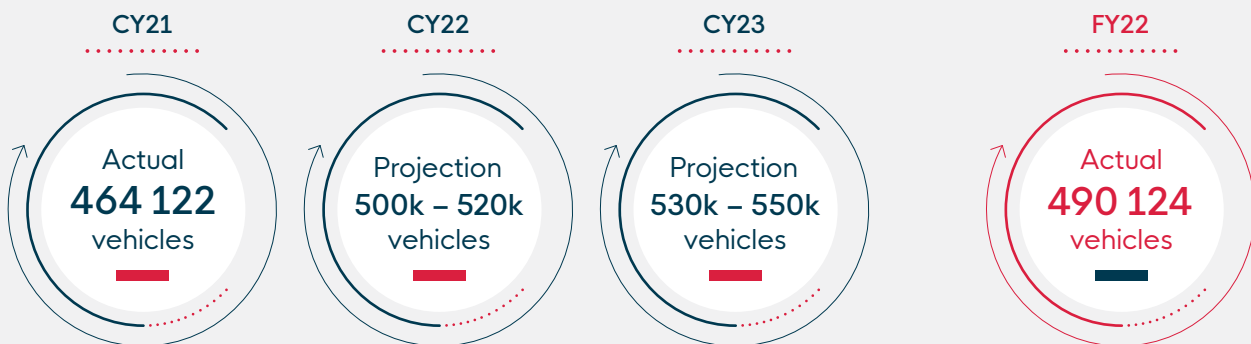 CY21
Actual
464 122
vehicles
CY22
Projection
500k – 520k
vehicles
CY23
Projection
530k – 550k
vehicles
FY22
Actual
490 124
vehicles